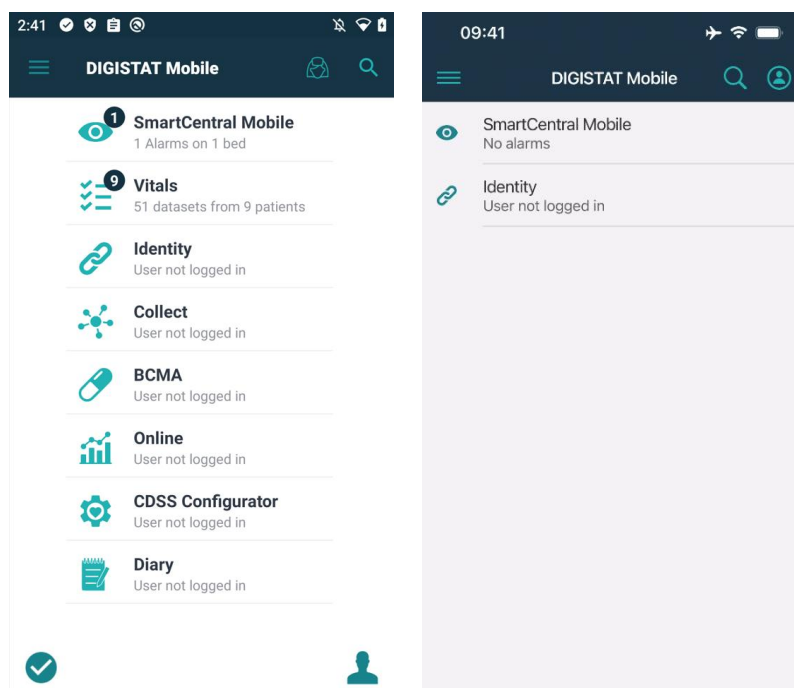 2:41
DIGISTAT Mobile
1
SmartCentral Mobile
1 Alarms on 1 bed
9
Vitals
51 datasets from 9 patients
Identity
User not logged in
Collect
User not logged in
BCMA
User not logged in
Online
User not logged in
CDSS Configurator
User not logged in
Diary
User not logged in
09:41
DIGISTAT Mobile
SmartCentral Mobile
No alarms
Identity
User not logged in